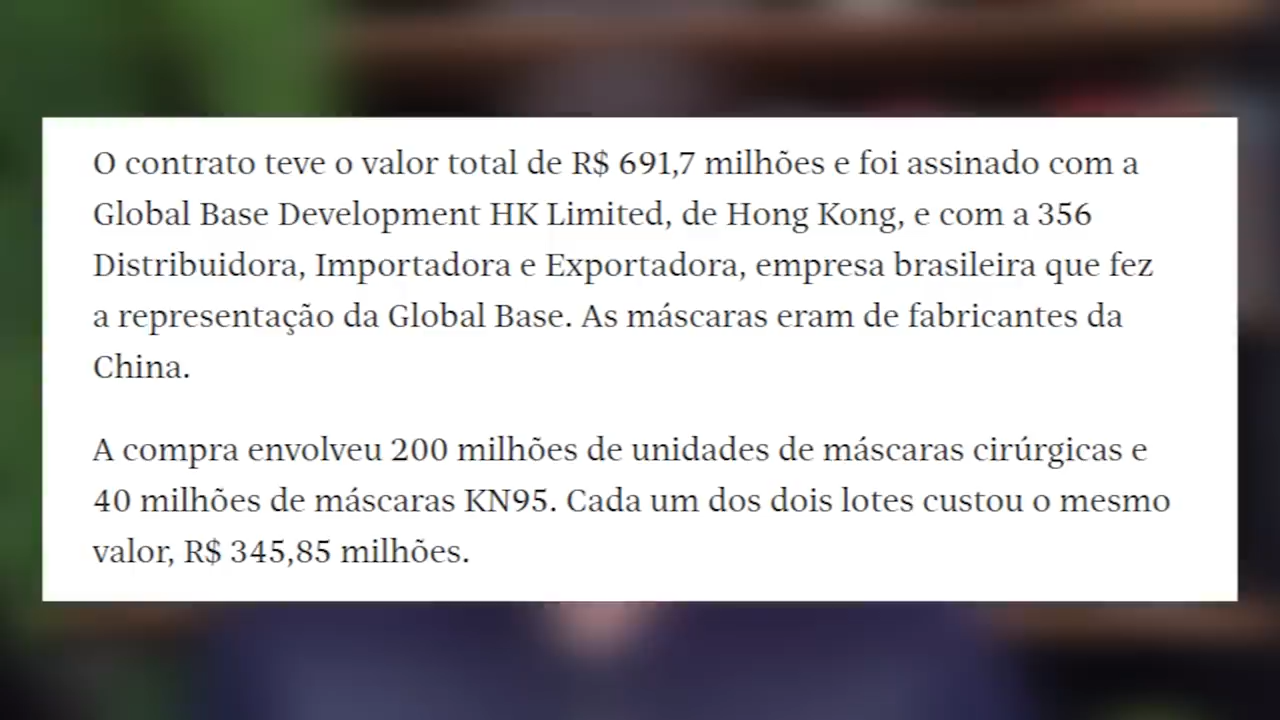 O contrato teve o valor total de R$ 691,7 milhões e foi assinado com a
Global Base Development HK Limited, de Hong Kong, e com a 356
Distribuidora, Importadora e Exportadora, empresa brasileira que fez
a representação da Global Base. As máscaras eram de fabricantes da
China.
A compra envolveu 200 milhões de unidades de máscaras cirúrgicas e
40 milhões de máscaras KN95. Cada um dos dois lotes custou o mesmo
valor, R$ 345,85 milhões.